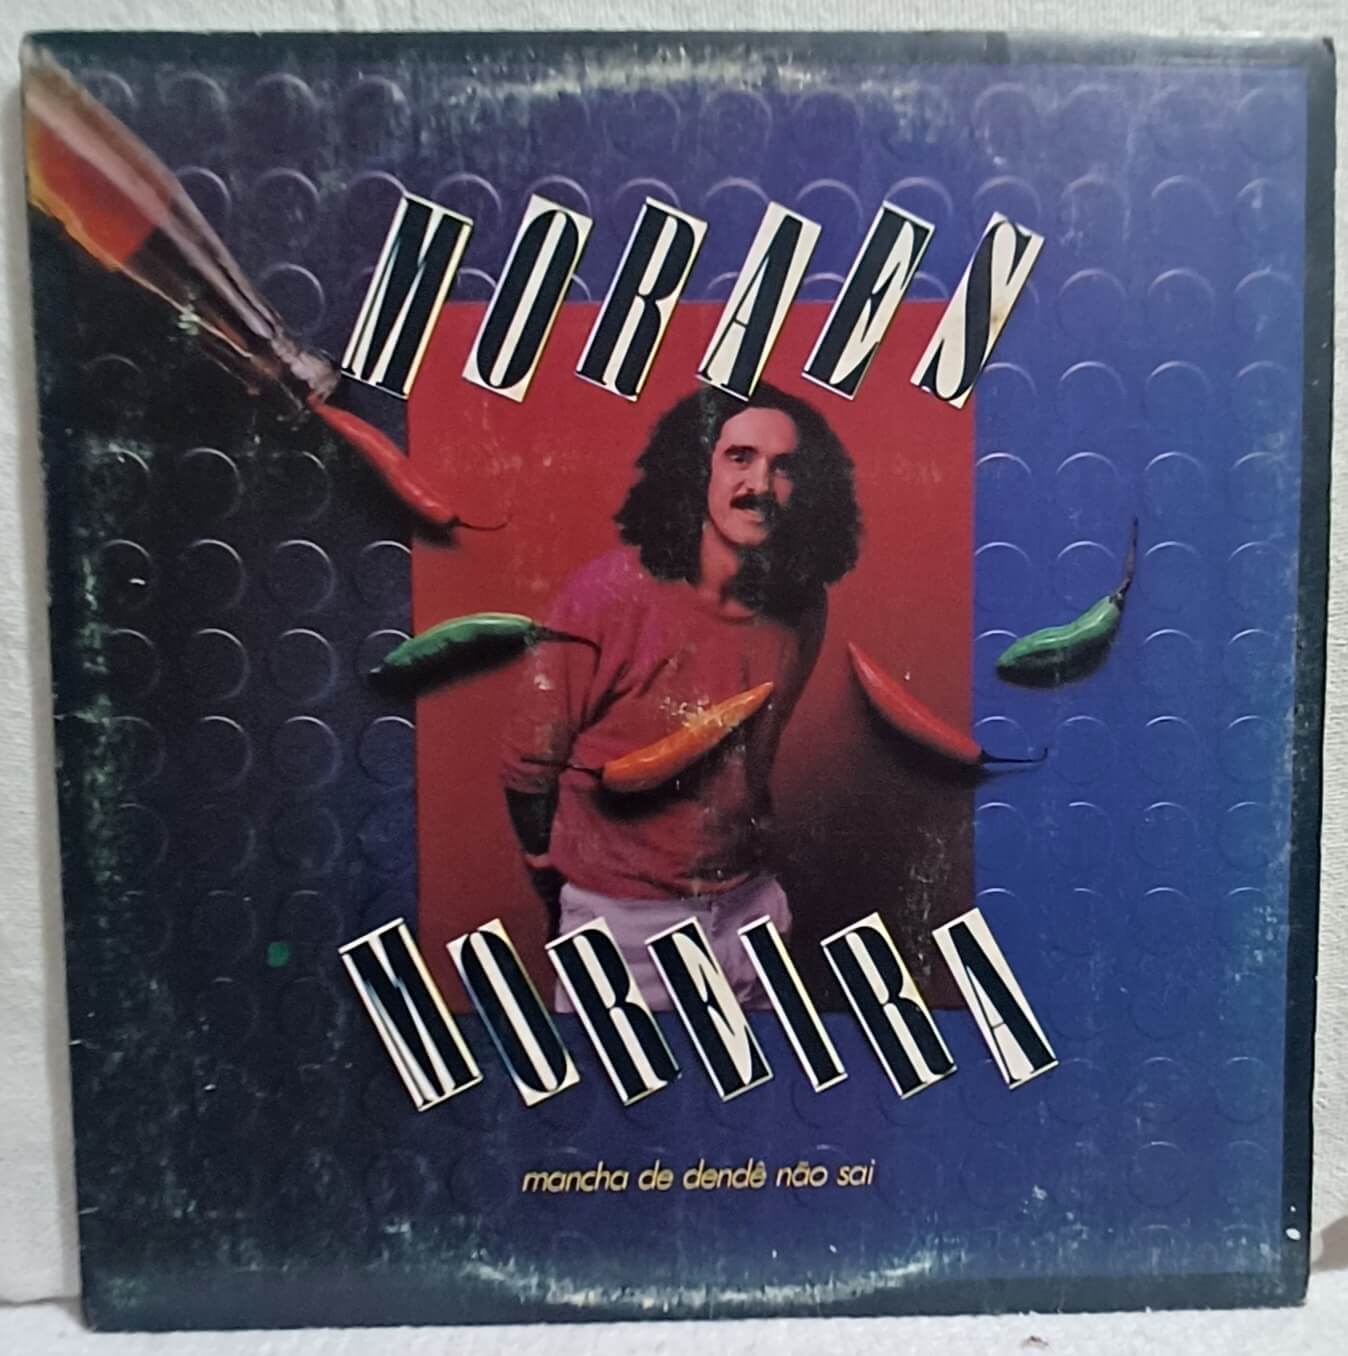 MORAES
MOREIRA
mancha de dendê não sai